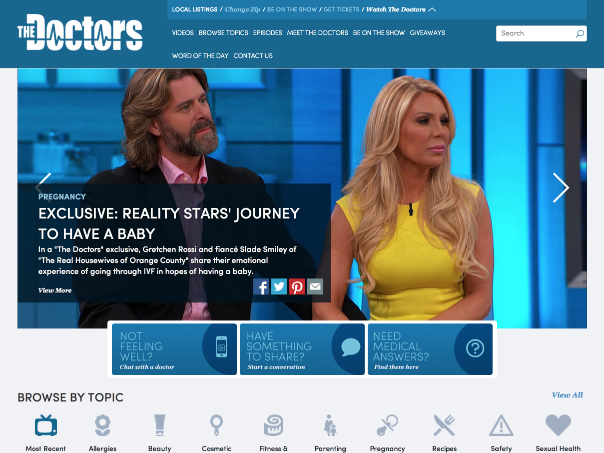 LOCAL LISTINGS / Change Zip / BE ON THE SHOW / GET TICKETS / Watch The Doctors
THE DOCTORS
VIDEOS BROWSE TOPICS EPISODES MEET THE DOCTORS BE ON THE SHOW GIVEAWAYS
Search
WORD OF THE DAY CONTACT US
PREGNANCY
EXCLUSIVE: REALITY STARS' JOURNEY
TO HAVE A BABY
In a "The Doctors" exclusive, Gretchen Rossi and fiancé Slade Smiley of
"The Real Housewives of Orange County" share their emotional
experience of going through IVF in hopes of having a baby.
View More
NOT
FEELING
WELL?
Chat with a doctor
HAVE
SOMETHING
TO SHARE?
Start a converation
NEED
MEDICAL
ANSWERS?
Find them here
BROWSE BY TOPIC
View All
Most Recent Allergies Beauty Cosmetic Fitness & Parenting Pregnancy Recipes Safety Sexual Health